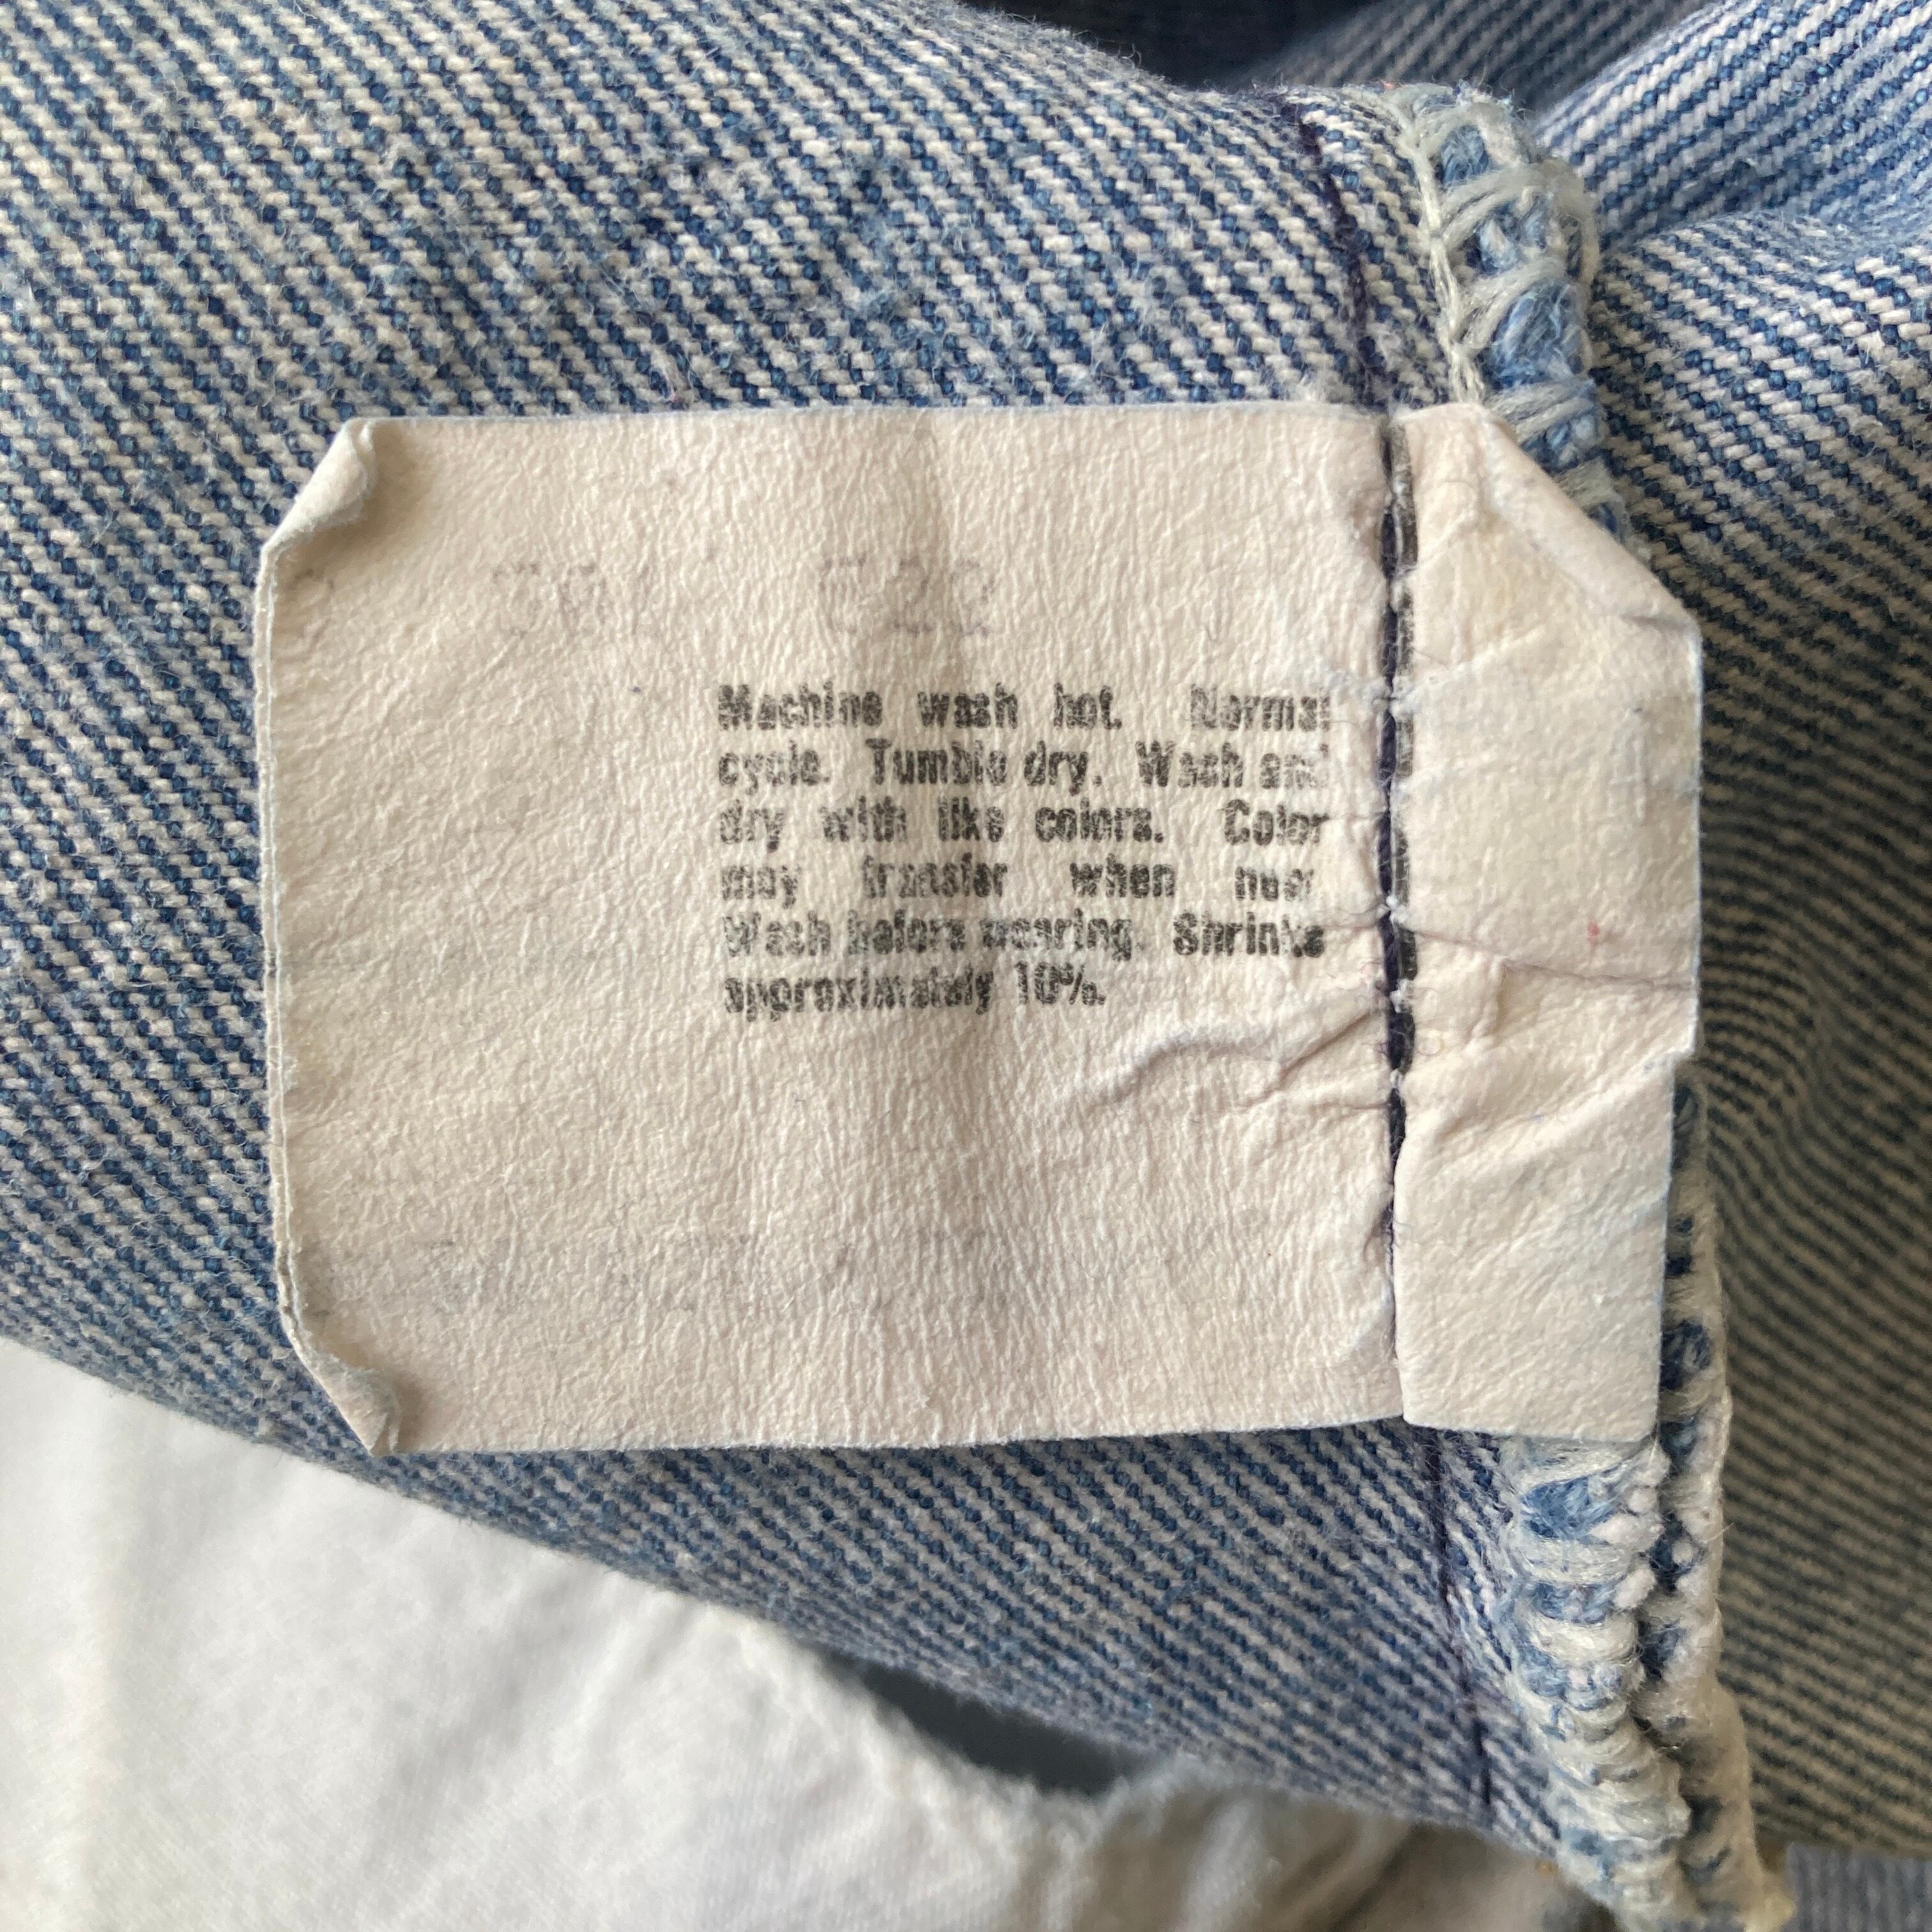 522
Machine wash hot. Normal
cycle. Tumble dry. Wash and
dry with like colors. Color
may transfer when new
Wash before wearing. Shrinks
approximately 10%.